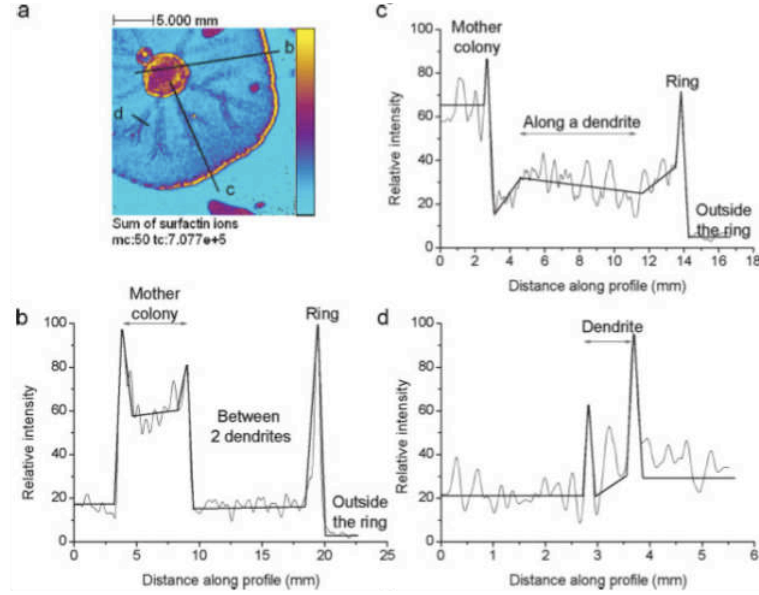 a
5.000 mm
b
d
c
Sum of surfactin ions
mc:50 tc:7.077e+5
c
Mother
colony
Ring
Along a dendrite
Outside
the ring
Relative intensity
100
80
60
40
20
0
0 2 4 6 8 10 12 14 16 18
Distance along profile (mm)
b
Mother
colony
Ring
Between
2 dendrites
Outside
the ring
Relative intensity
100
80
60
40
20
0
0 5 10 15 20 25
Distance along profile (mm)
d
Dendrite
Relative intensity
100
80
60
40
20
0
0 1 2 3 4 5 6
Distance along profile (mm)